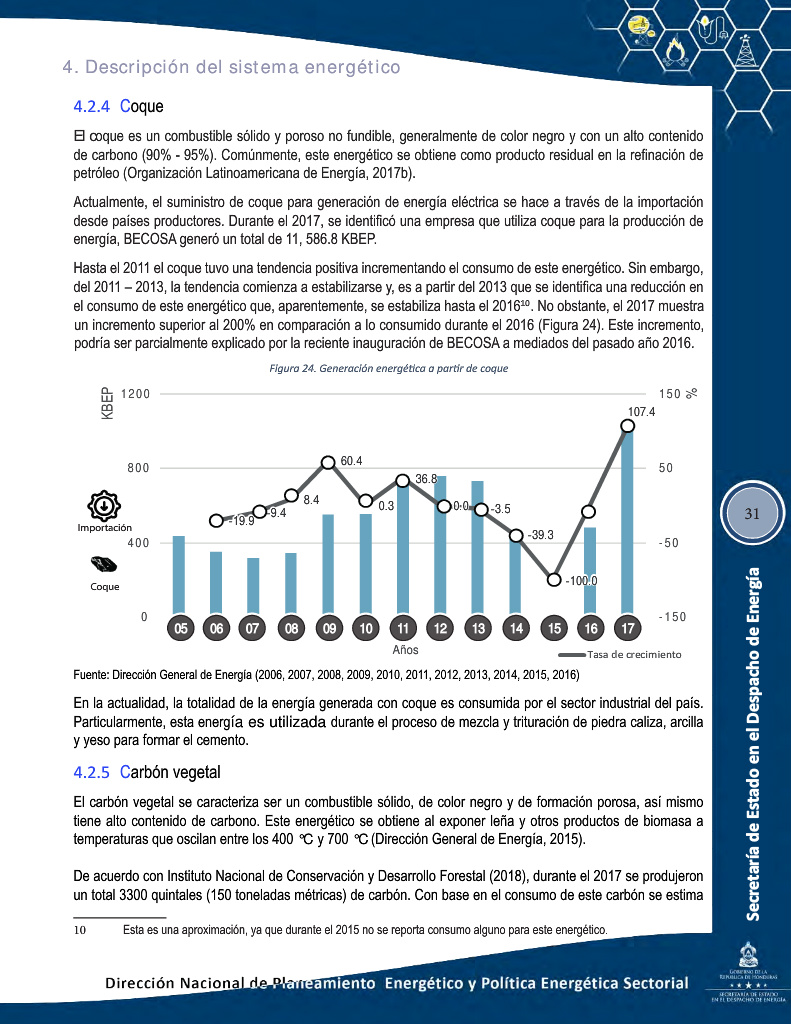 4. Descripción del sistema energético
4.2.4 Coque
El coque es un combustible sólido y poroso no fundible, generalmente de color negro y con un alto contenido
de carbono (90% - 95%). Comúnmente, este energético se obtiene como producto residual en la refinación de
petróleo (Organización Latinoamericana de Energía, 2017b).
Actualmente, el suministro de coque para generación de energía eléctrica se hace a través de la importación
desde países productores. Durante el 2017, se identificó una empresa que utiliza coque para la producción de
energía, BECOSA generó un total de 11, 586.8 KBEP.
Hasta el 2011 el coque tuvo una tendencia positiva incrementando el consumo de este energético. Sin embargo,
del 2011 – 2013, la tendencia comienza a estabilizarse y, es a partir del 2013 que se identifica una reducción en
el consumo de este energético que, aparentemente, se estabiliza hasta el 2016¹⁰. No obstante, el 2017 muestra
un incremento superior al 200% en comparación a lo consumido durante el 2016 (Figura 24). Este incremento,
podría ser parcialmente explicado por la reciente inauguración de BECOSA a mediados del pasado año 2016.
Figura 24. Generación energética a partir de coque
KBEP
1200
800
400
0
150
50
-50
-150
%
-19.9
-9.4
8.4
60.4
0.3
36.8
0.0
-3.5
-39.3
-100.0
107.4
Importación
Coque
05 06 07 08 09 10 11 12 13 14 15 16 17
Años
Tasa de crecimiento
Fuente: Dirección General de Energía (2006, 2007, 2008, 2009, 2010, 2011, 2012, 2013, 2014, 2015, 2016)
En la actualidad, la totalidad de la energía generada con coque es consumida por el sector industrial del país.
Particularmente, esta energía es utilizada durante el proceso de mezcla y trituración de piedra caliza, arcilla
y yeso para formar el cemento.
4.2.5 Carbón vegetal
El carbón vegetal se caracteriza ser un combustible sólido, de color negro y de formación porosa, así mismo
tiene alto contenido de carbono. Este energético se obtiene al exponer leña y otros productos de biomasa a
temperaturas que oscilan entre los 400 °C y 700 °C (Dirección General de Energía, 2015).
De acuerdo con Instituto Nacional de Conservación y Desarrollo Forestal (2018), durante el 2017 se produjeron
un total 3300 quintales (150 toneladas métricas) de carbón. Con base en el consumo de este carbón se estima
10 Esta es una aproximación, ya que durante el 2015 no se reporta consumo alguno para este energético.
Dirección Nacional de Planeamiento Energético y Política Energética Sectorial
31
Secretaría de Estado en el Despacho de Energía
GOBIERNO DE LA
REPÚBLICA DE HONDURAS
SECRETARÍA DE ESTADO
EN EL DESPACHO DE ENERGÍA